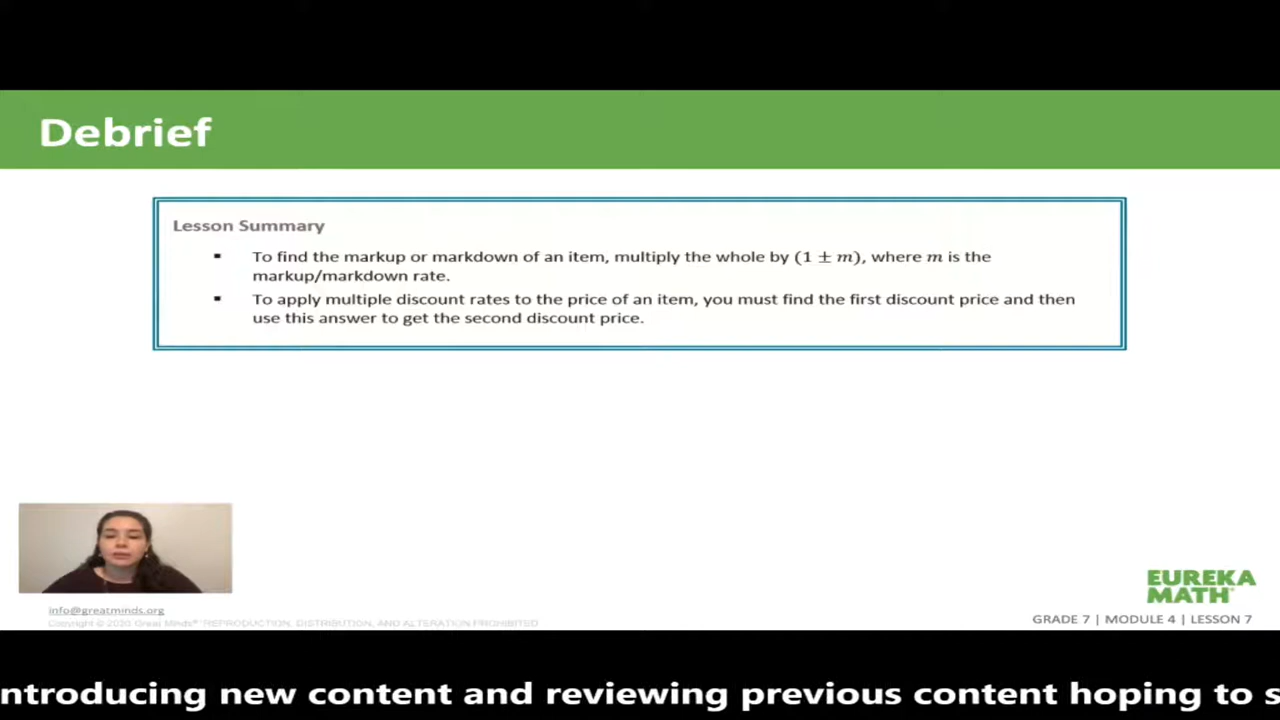 Debrief
Lesson Summary
▪ To find the markup or markdown of an item, multiply the whole by (1 ± m), where m is the
markup/markdown rate.
▪ To apply multiple discount rates to the price of an item, you must find the first discount price and then
use this answer to get the second discount price.
info@greatminds.org
Copyright © 2020 Great Minds® REPRODUCTION, DISTRIBUTION, AND ALTERATION PROHIBITED
EUREKA
MATH®
GRADE 7 | MODULE 4 | LESSON 7
ntroducing new content and reviewing previous content hoping to s